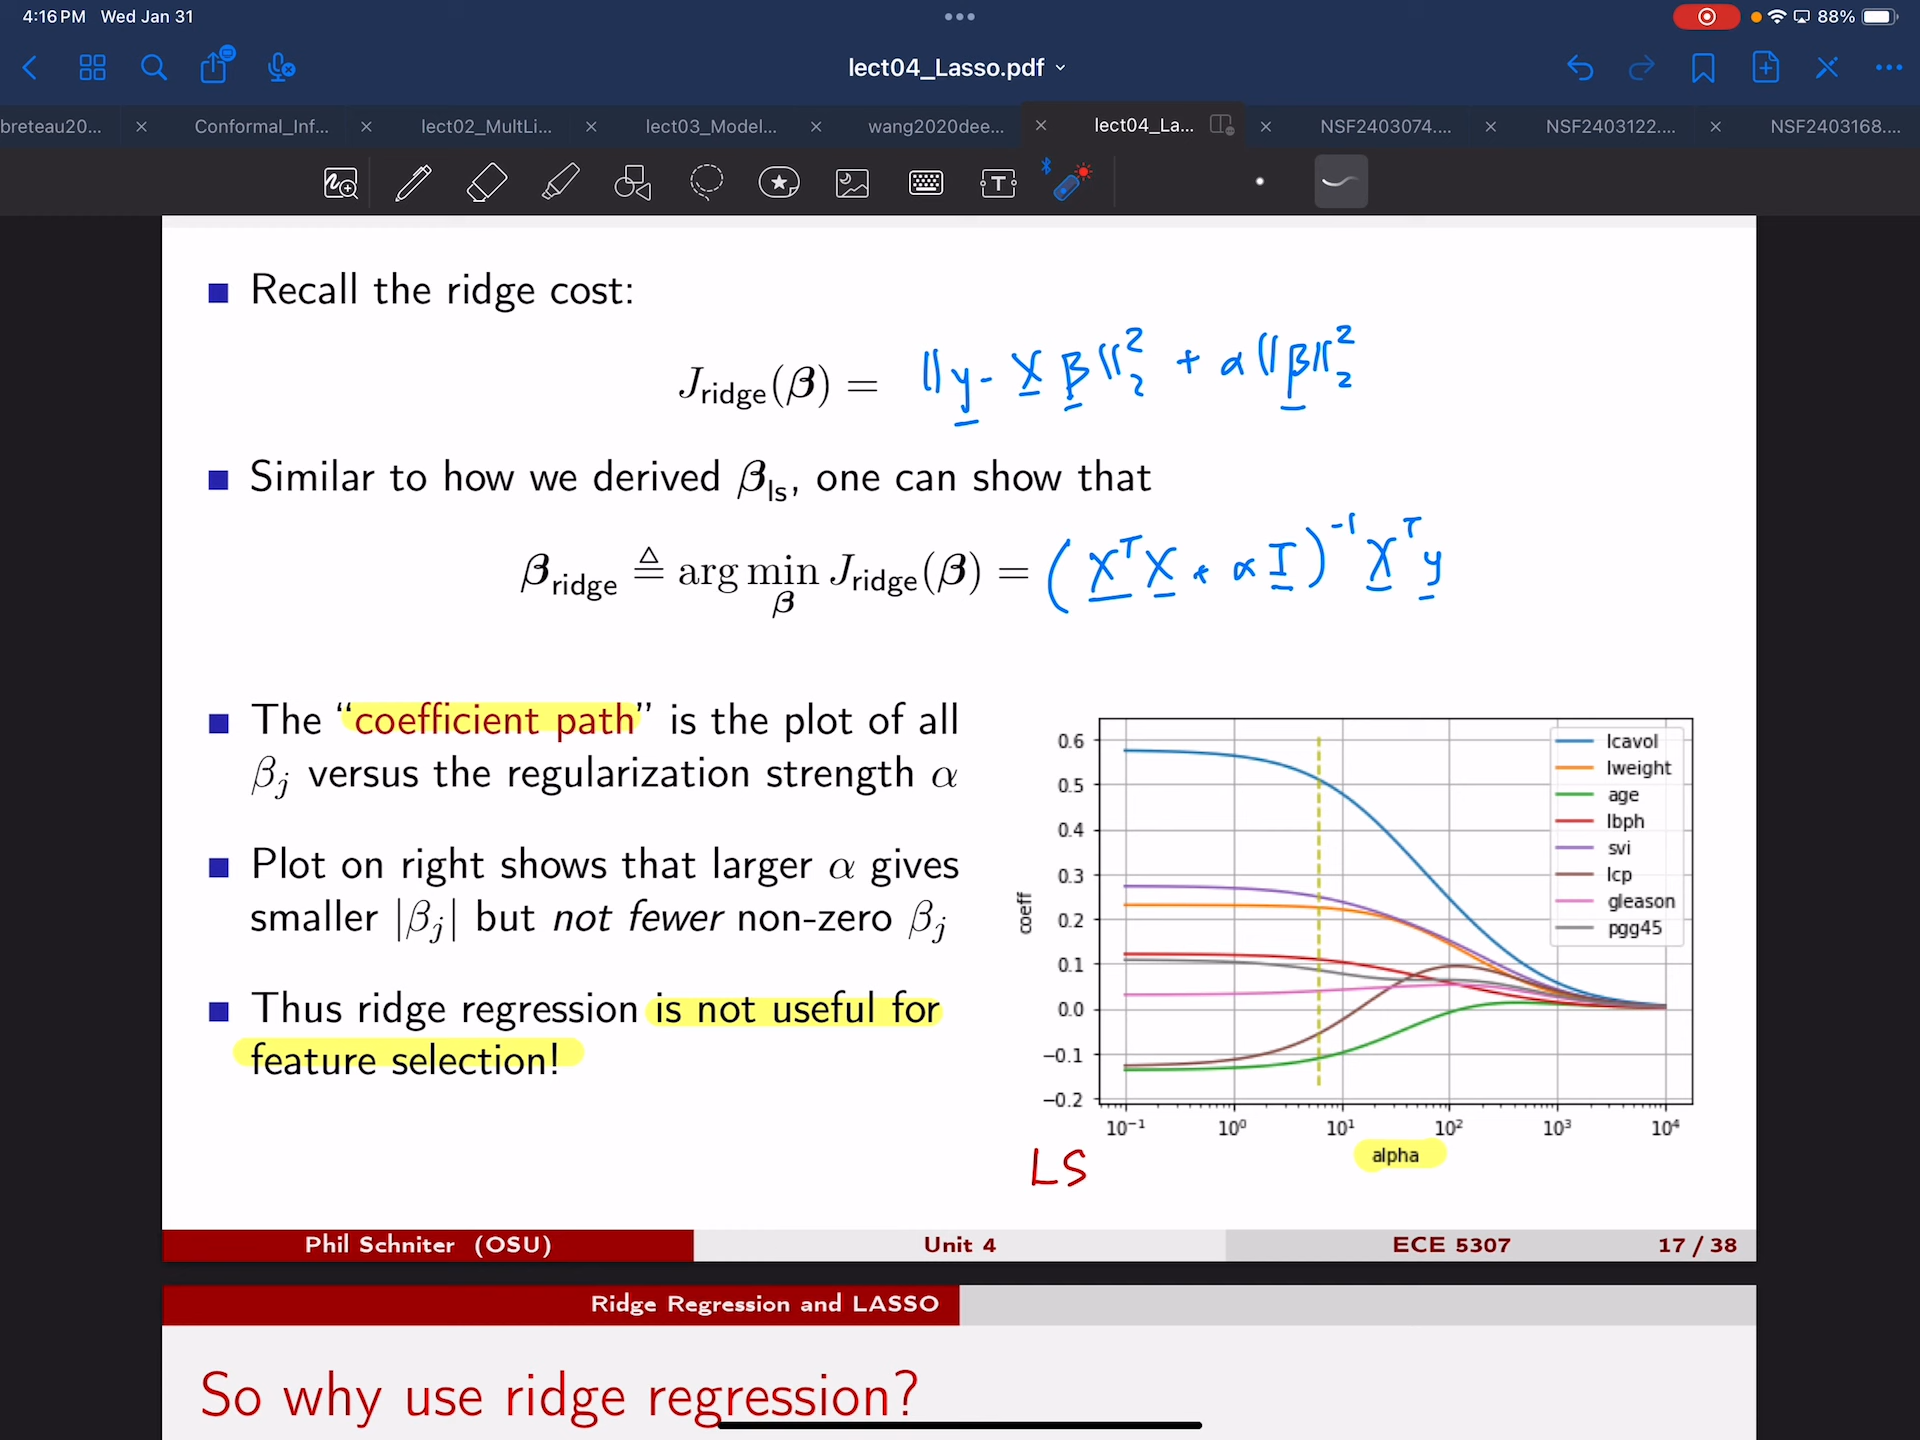 4:16 PM Wed Jan 31
88%
lect04_Lasso.pdf
breteau20...
Conformal_Inf...
lect02_MultLi...
lect03_Model...
wang2020dee...
lect04_La...
NSF2403074....
NSF2403122....
NSF2403168....
Recall the ridge cost:
J_ridge(β) = ||y - Xβ||₂² + α||β||₂²
Similar to how we derived β_ls, one can show that
β_ridge ≜ arg min_β J_ridge(β) = (XᵀX + αI)⁻¹Xᵀy
The “coefficient path” is the plot of all
β_j versus the regularization strength α
Plot on right shows that larger α gives
smaller |β_j| but not fewer non-zero β_j
Thus ridge regression is not useful for
feature selection!
0.6
0.5
0.4
0.3
0.2
0.1
0.0
−0.1
−0.2
coeff
lcavol
lweight
age
lbph
svi
lcp
gleason
pgg45
10⁻¹ 10⁰ 10¹ 10² 10³ 10⁴
alpha
LS
Phil Schniter (OSU) Unit 4 ECE 5307 17 / 38
Ridge Regression and LASSO
So why use ridge regression?